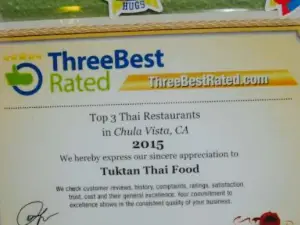 HUGS
ThreeBest
Rated
ThreeBestRated.com
Top 3 Thai Restaurants
in Chula Vista, CA
2015
We hereby express our sincere appreciation to
Tuktan Thai Food
We check customer reviews, history, complaints, ratings, satisfaction
trust, cost and their general excellence. Your commitment to
excellence shows in the consistent quality of your business.